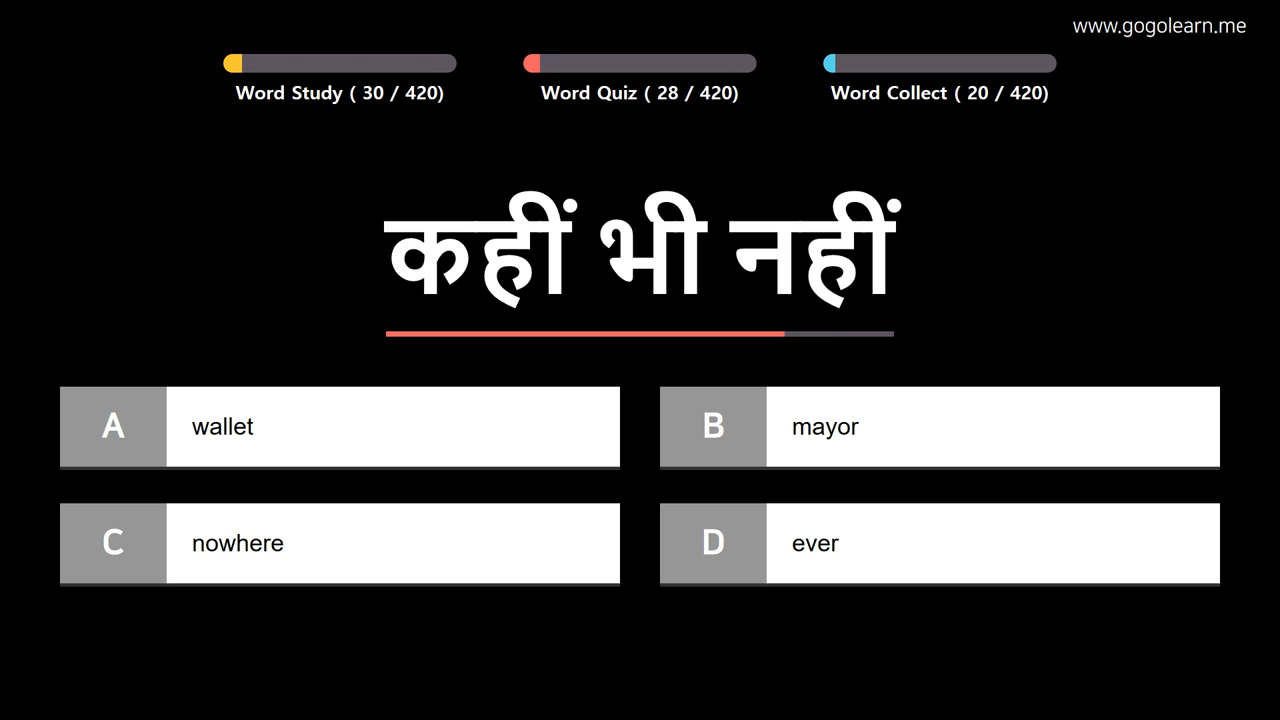 www.gogolearn.me
Word Study ( 30 / 420)
Word Quiz ( 28 / 420)
Word Collect ( 20 / 420)
कहीं भी नहीं
A wallet
B mayor
C nowhere
D ever